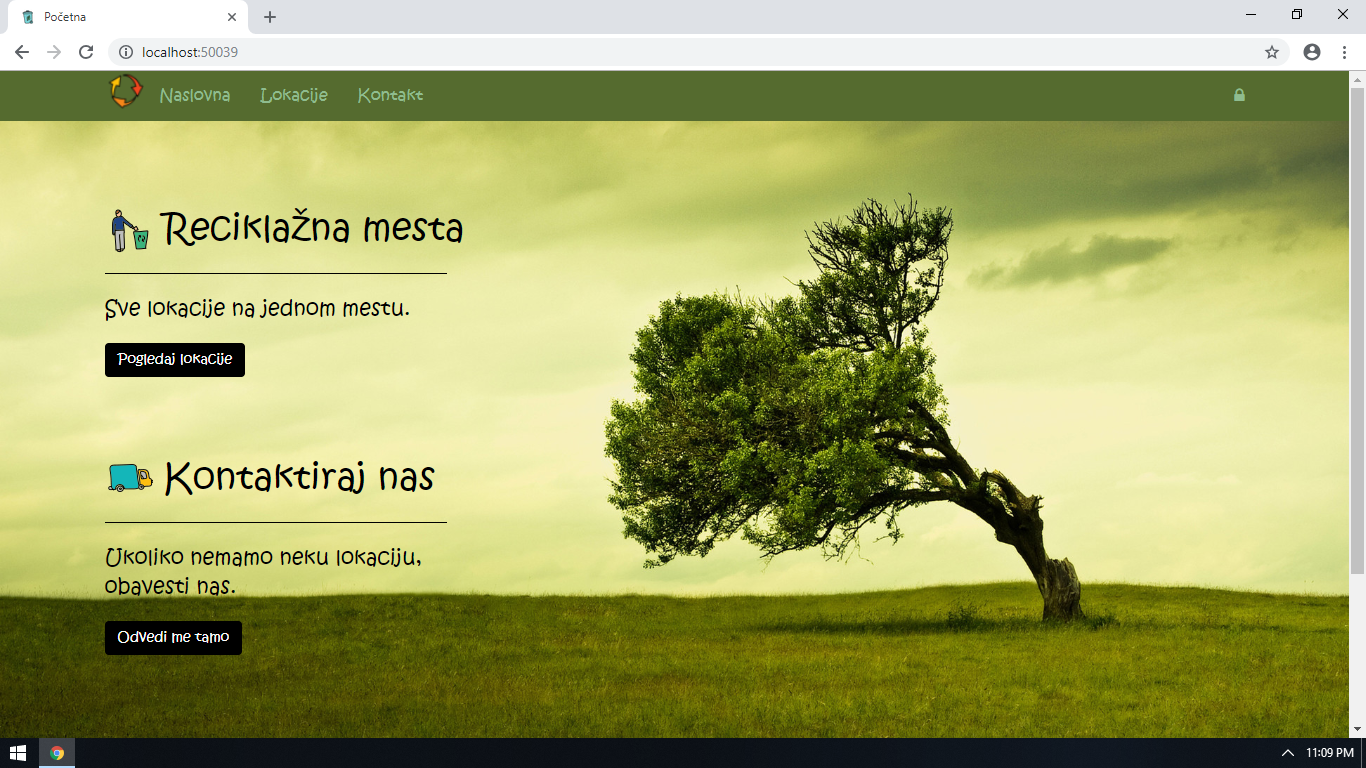 Početna
localhost:50039
Naslovna Lokacije Kontakt
Reciklažna mesta
Sve lokacije na jednom mestu.
Pogledaj lokacije
Kontaktiraj nas
Ukoliko nemamo neku lokaciju,
obavesti nas.
Odvedi me tamo
11:09 PM